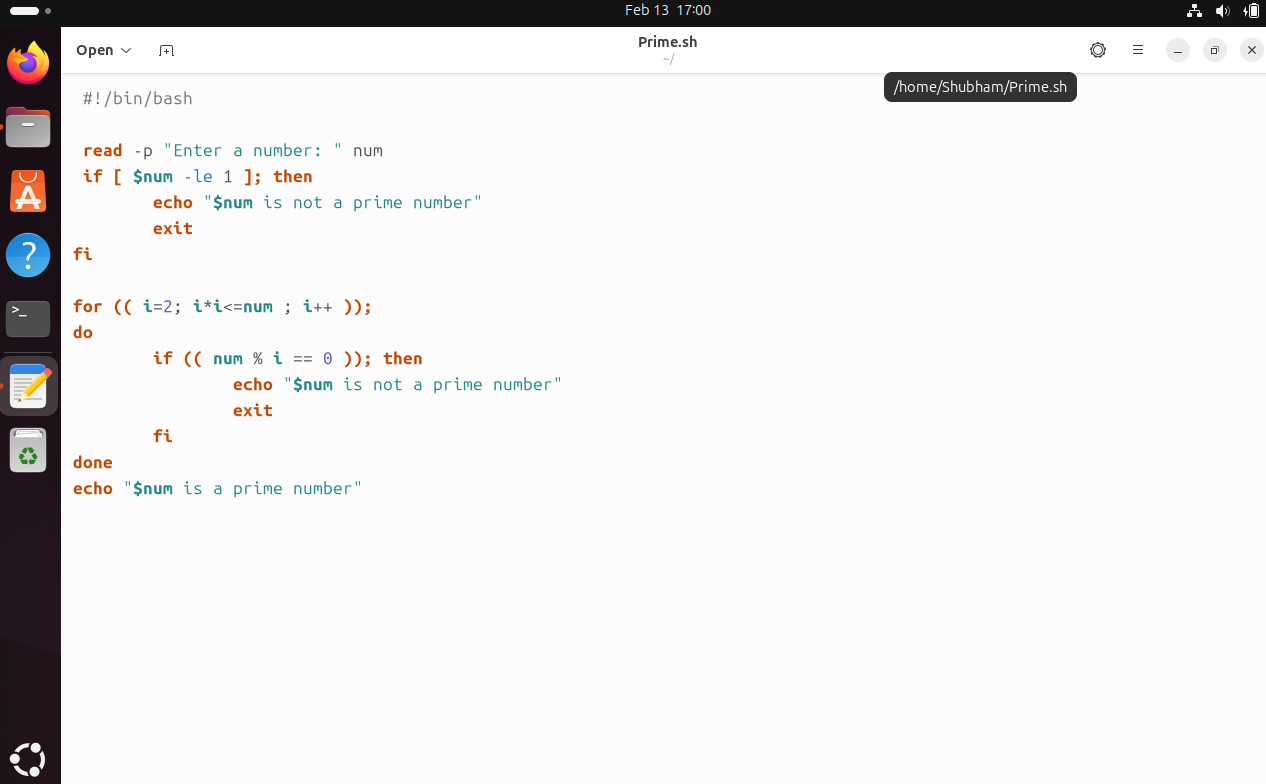 Feb 13 17:00
Open
Prime.sh
~/
/home/Shubham/Prime.sh
#!/bin/bash
read -p "Enter a number: " num
if [ $num -le 1 ]; then
echo "$num is not a prime number"
exit
fi
for (( i=2; i*i<=num ; i++ ));
do
if (( num % i == 0 )); then
echo "$num is not a prime number"
exit
fi
done
echo "$num is a prime number"